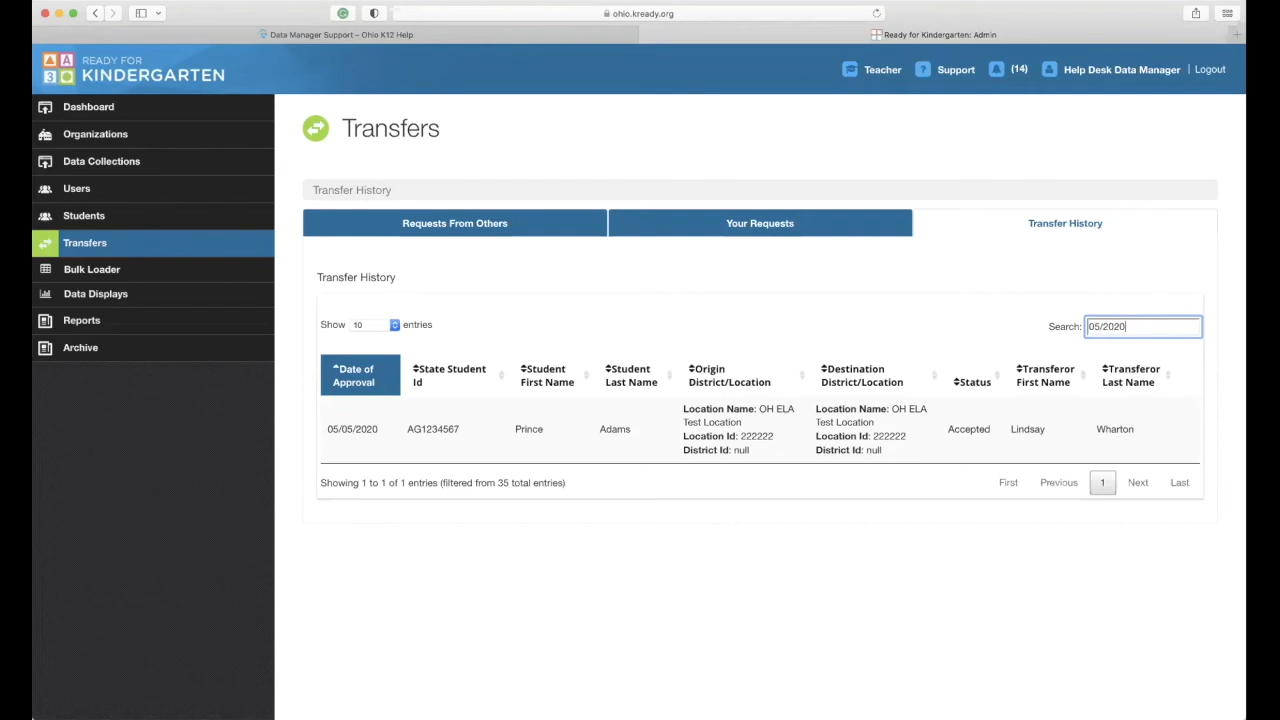 ohio.kready.org
Data Manager Support – Ohio K12 Help
Ready for Kindergarten: Admin
A
3
READY FOR
KINDERGARTEN
Teacher
? Support
(14)
Help Desk Data Manager | Logout
Dashboard
Organizations
Data Collections
Users
Students
Transfers
Bulk Loader
Data Displays
Reports
Archive
Transfers
Transfer History
Requests From Others
Your Requests
Transfer History
Transfer History
Show 10 entries
Search: 05/2020
Date of Approval
State Student Id
Student First Name
Student Last Name
Origin District/Location
Destination District/Location
Status
Transferor First Name
Transferor Last Name
05/05/2020
AG1234567
Prince
Adams
Location Name: OH ELA
Test Location
Location Id: 222222
District Id: null
Location Name: OH ELA
Test Location
Location Id: 222222
District Id: null
Accepted
Lindsay
Wharton
Showing 1 to 1 of 1 entries (filtered from 35 total entries)
First Previous 1 Next Last